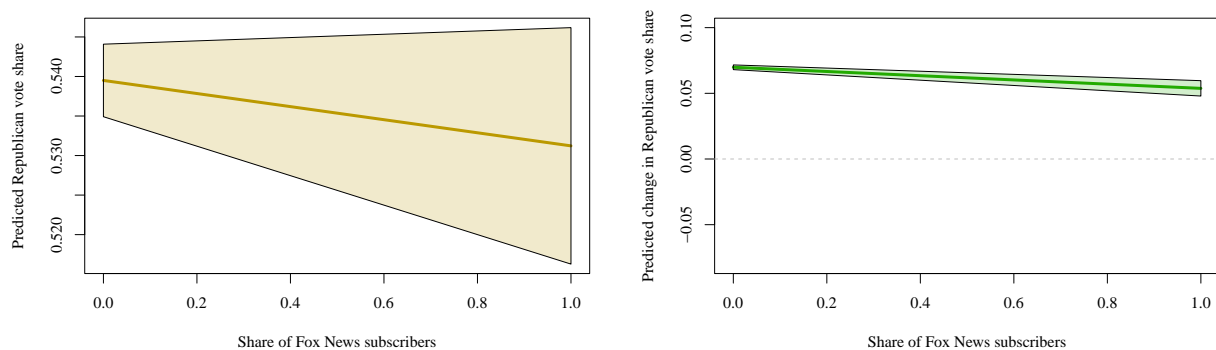 Predicted Republican vote share
0.540
0.530
0.520
0.0 0.2 0.4 0.6 0.8 1.0
Share of Fox News subscribers
Predicted change in Republican vote share
0.10
0.05
0.00
−0.05
0.0 0.2 0.4 0.6 0.8 1.0
Share of Fox News subscribers